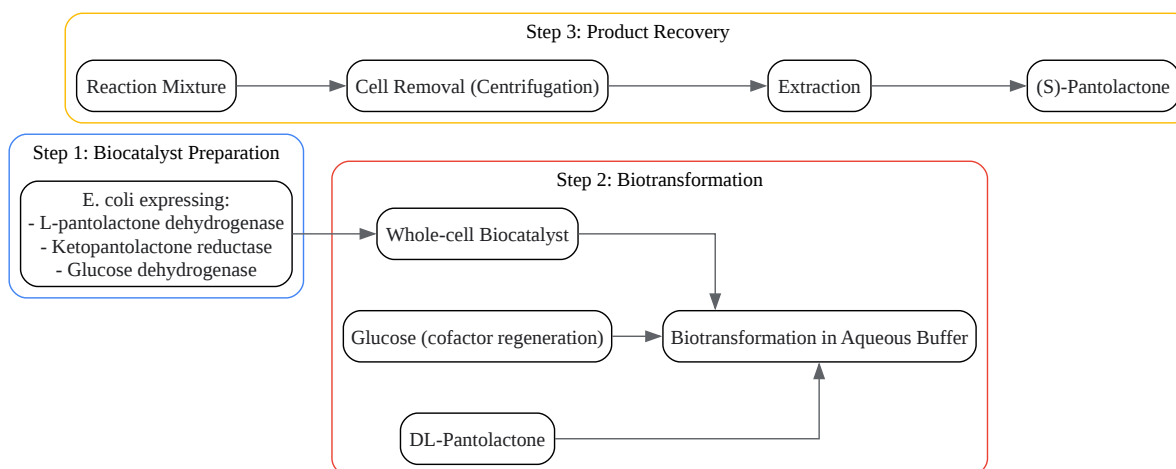 Step 3: Product Recovery
Reaction Mixture
Cell Removal (Centrifugation)
Extraction
(S)-Pantolactone
Step 1: Biocatalyst Preparation
E. coli expressing:
- L-pantolactone dehydrogenase
- Ketopantolactone reductase
- Glucose dehydrogenase
Step 2: Biotransformation
Whole-cell Biocatalyst
Glucose (cofactor regeneration)
Biotransformation in Aqueous Buffer
DL-Pantolactone